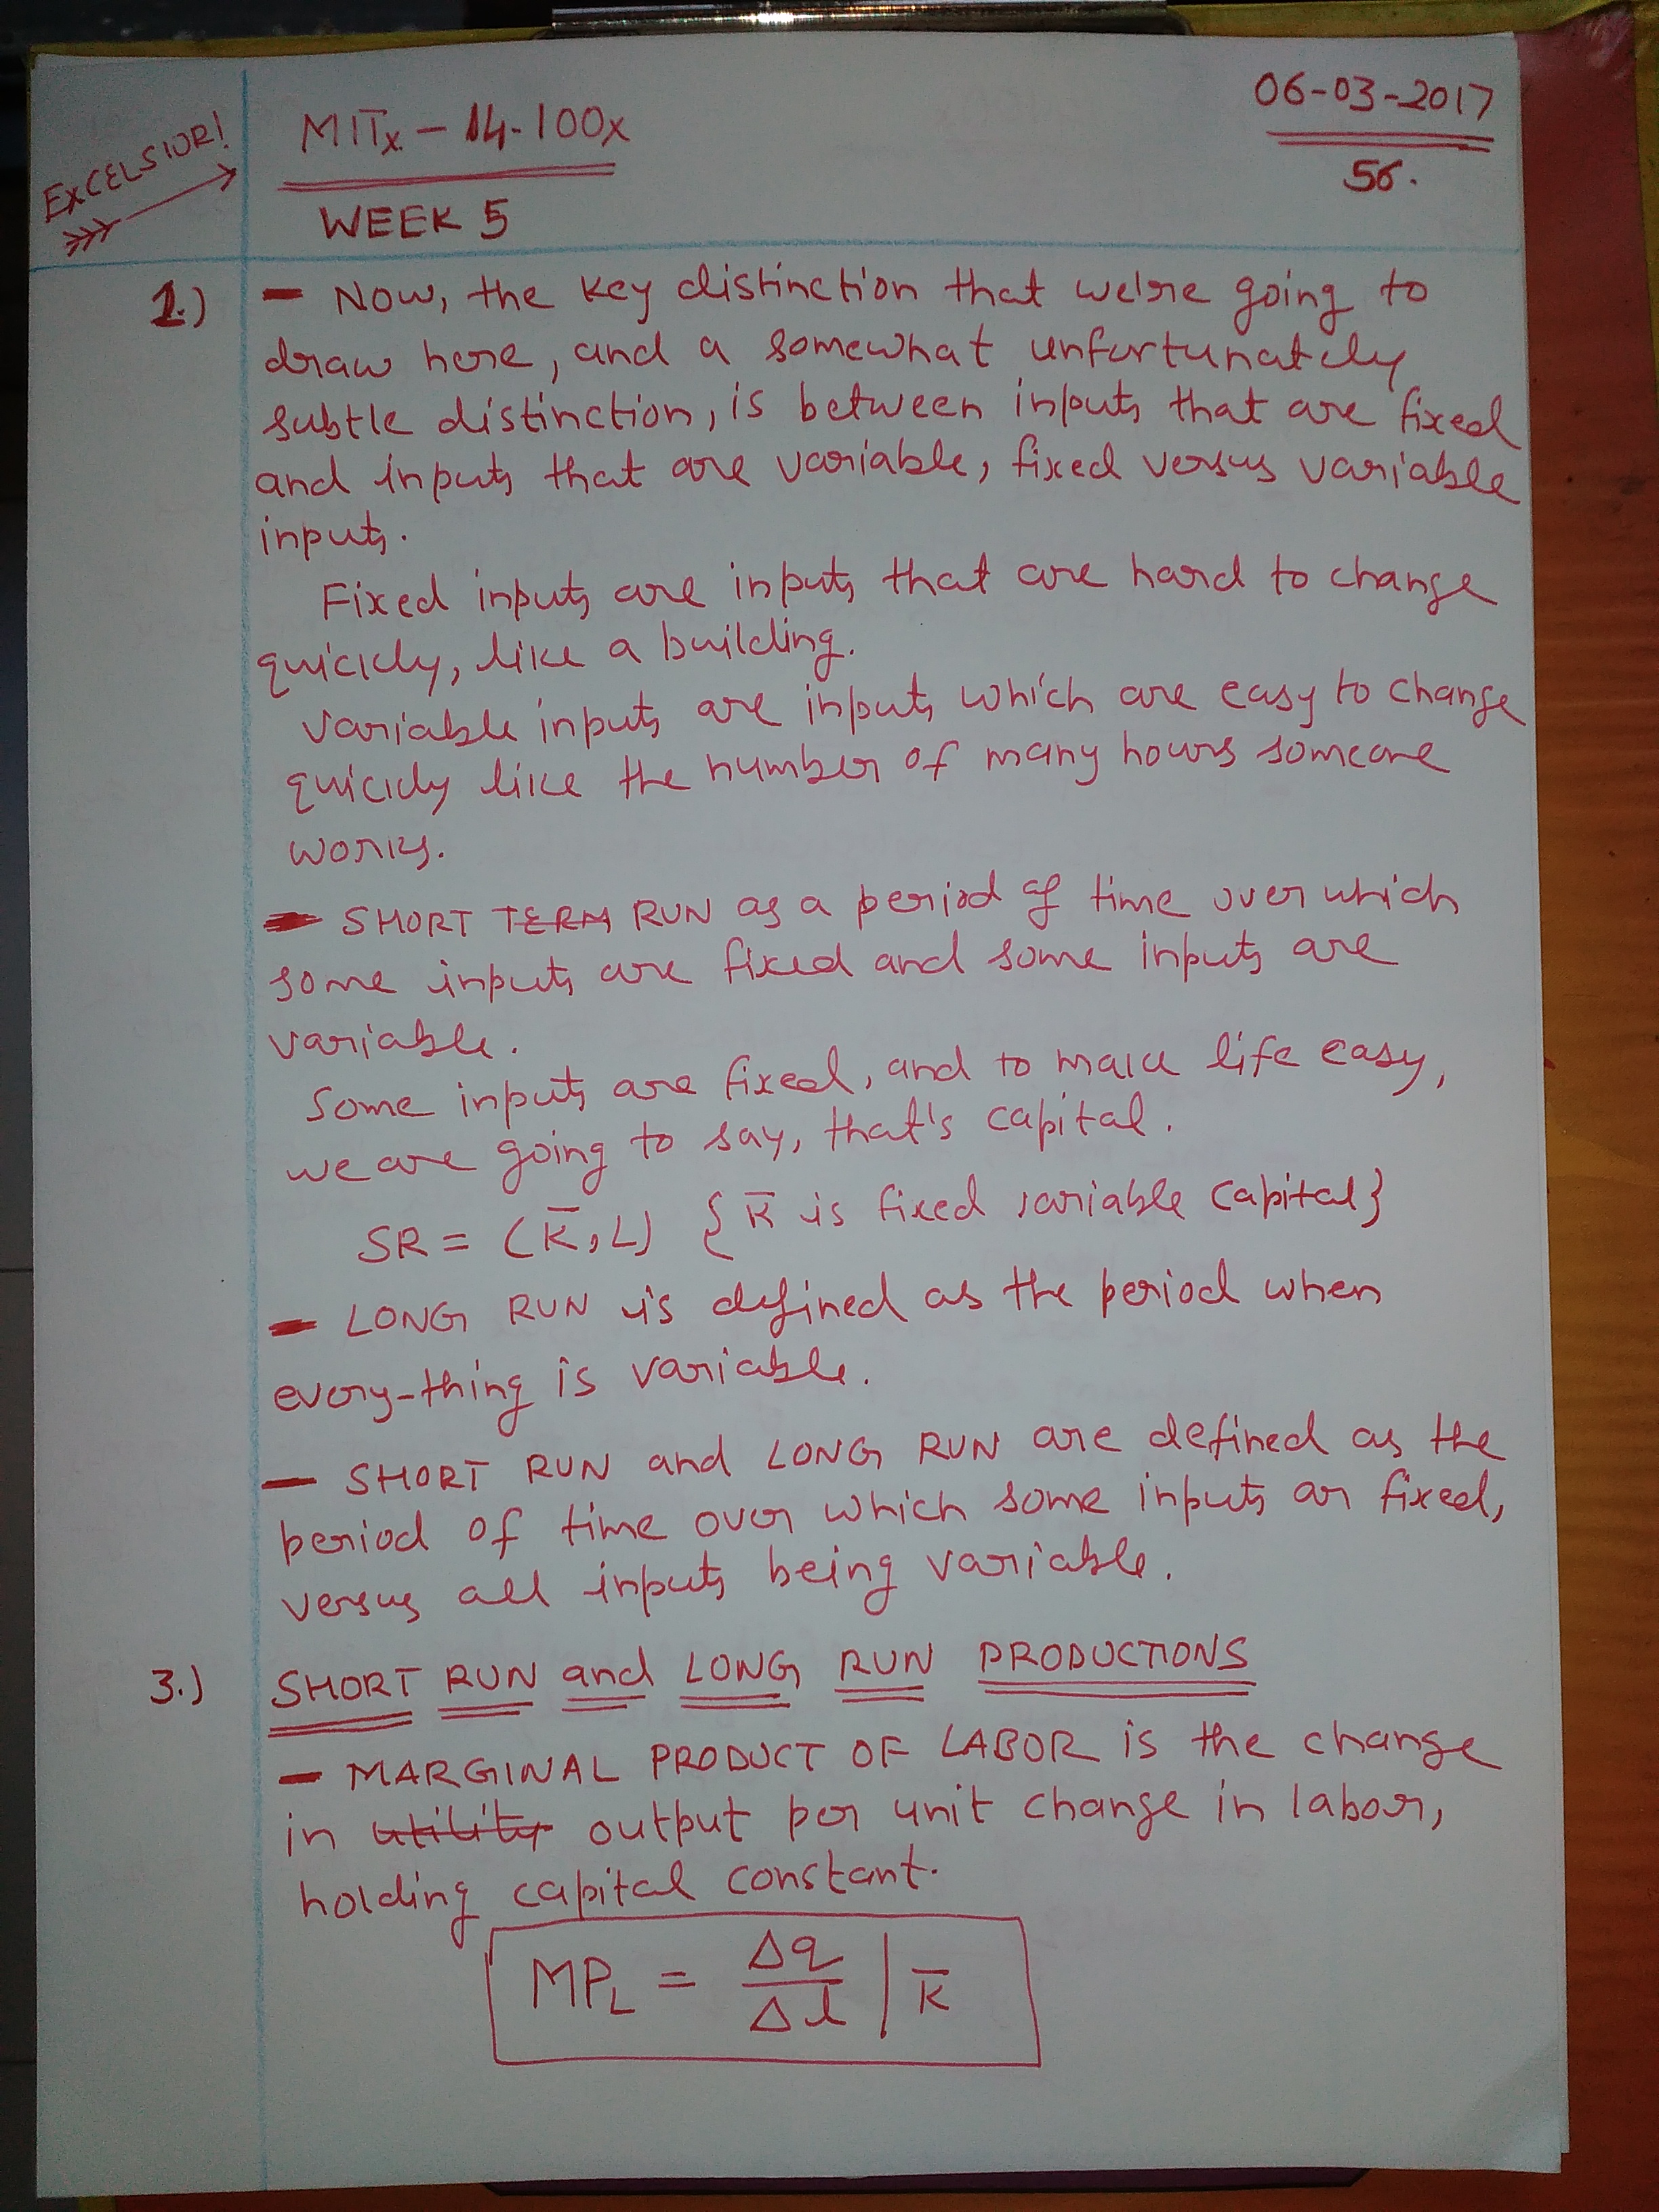 EXCELSIOR!
MITx - 14-100x
WEEK 5
06-03-2017
56.
1.) - Now, the key distinction that we're going to
draw here, and a somewhat unfortunately
subtle distinction, is between inputs that are fixed
and inputs that are variable, fixed versus variable
inputs.
Fixed inputs are inputs that are hard to change
quickly, like a building.
Variable inputs are inputs which are easy to change
quickly like the number of many hours someone
works.
- SHORT TERM RUN as a period of time over which
some inputs are fixed and some inputs are
variable.
Some inputs are fixed, and to make life easy,
we are going to say, that's capital.
SR = (K̅, L) {K̅ is fixed variable capital}
- LONG RUN is defined as the period when
every-thing is variable.
- SHORT RUN and LONG RUN are defined as the
period of time over which some inputs ar fixed,
versus all inputs being variable.
3.) SHORT RUN and LONG RUN PRODUCTIONS
- MARGINAL PRODUCT OF LABOR is the change
in utility output per unit change in labor,
holding capital constant.
MP_L = Δq/Δl | K̅